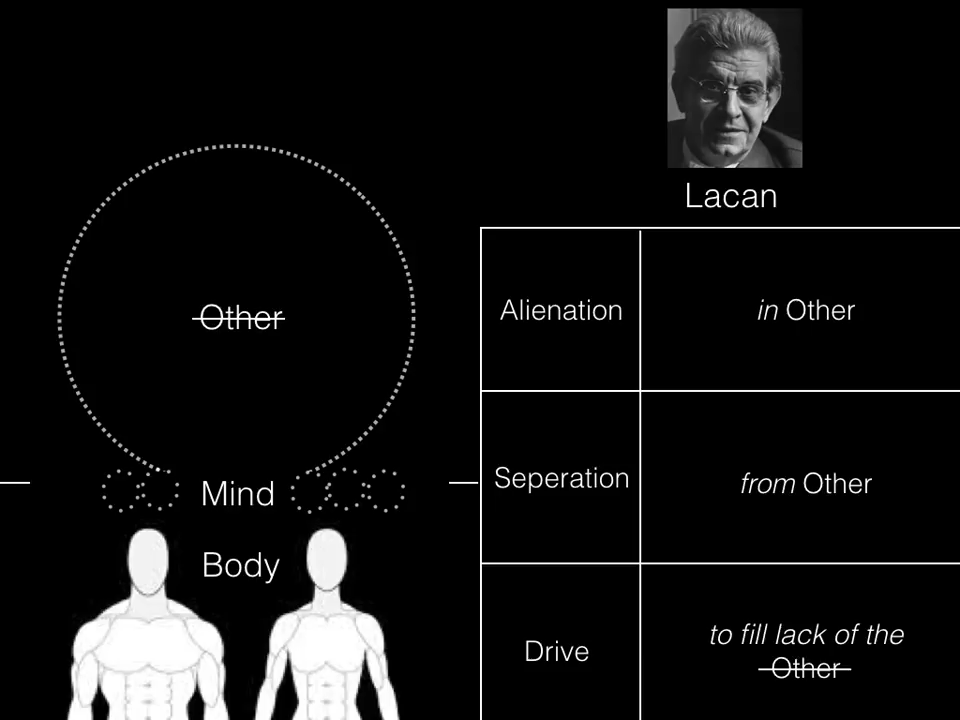 Lacan
Alienation
in Other
Other
Seperation
from Other
Mind
Body
Drive
to fill lack of the
Other